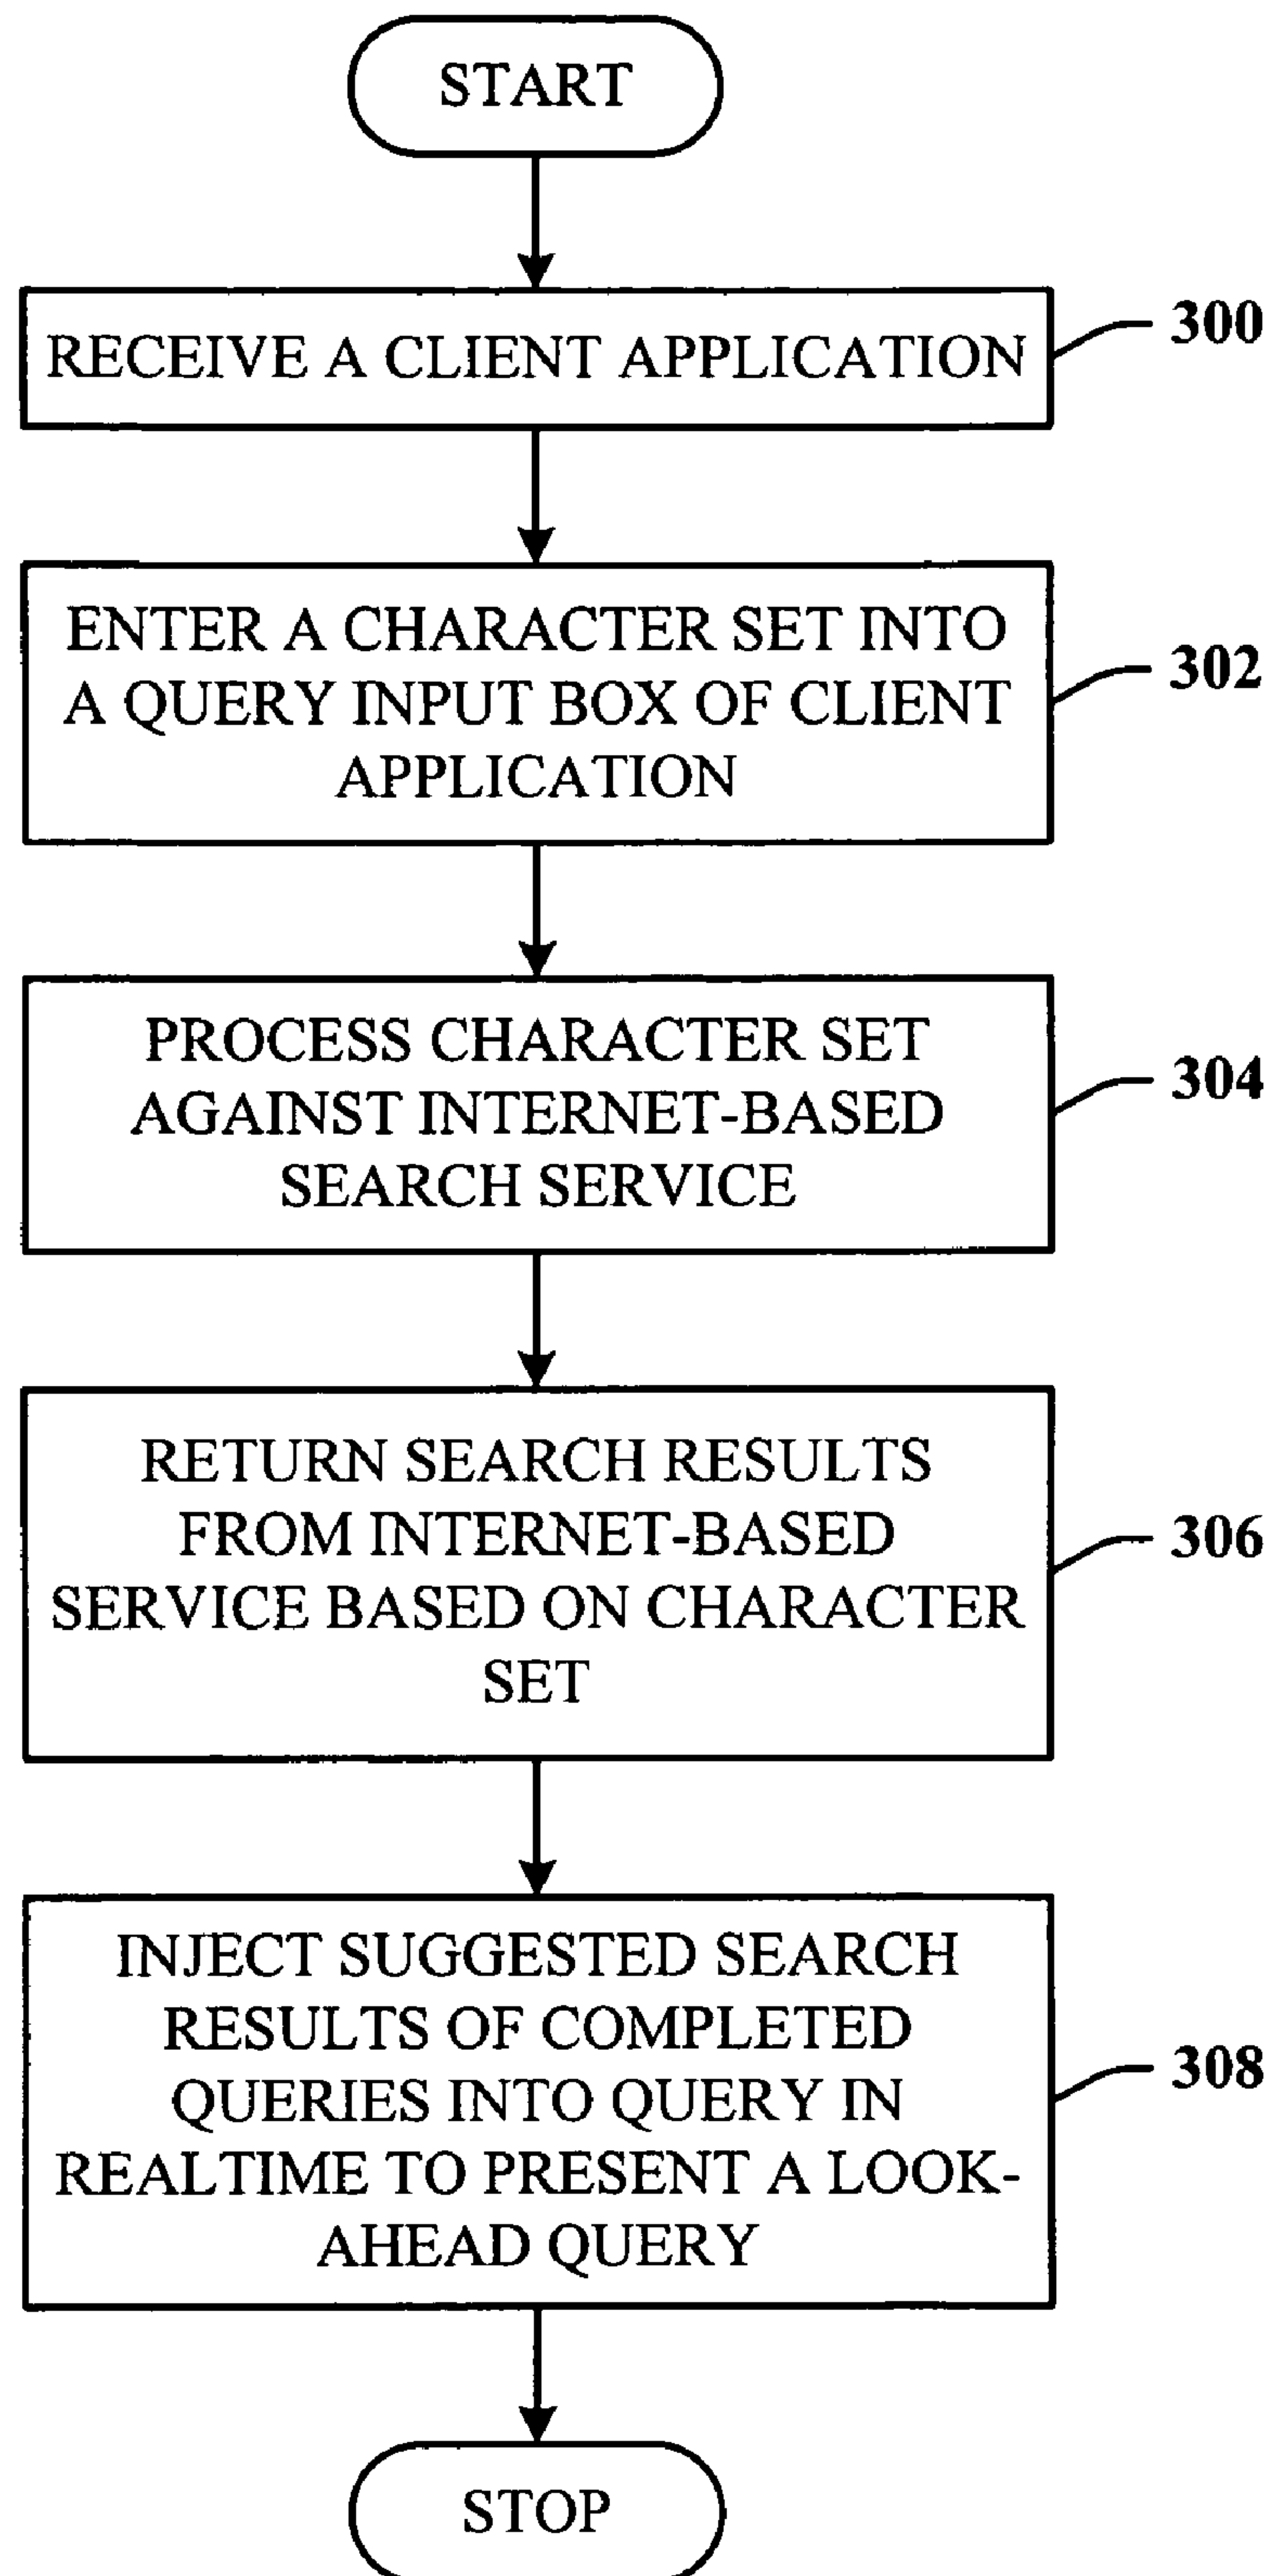 START
RECEIVE A CLIENT APPLICATION
300
ENTER A CHARACTER SET INTO
A QUERY INPUT BOX OF CLIENT
APPLICATION
302
PROCESS CHARACTER SET
AGAINST INTERNET-BASED
SEARCH SERVICE
304
RETURN SEARCH RESULTS
FROM INTERNET-BASED
SERVICE BASED ON CHARACTER
SET
306
INJECT SUGGESTED SEARCH
RESULTS OF COMPLETED
QUERIES INTO QUERY IN
REALTIME TO PRESENT A LOOK-
AHEAD QUERY
308
STOP